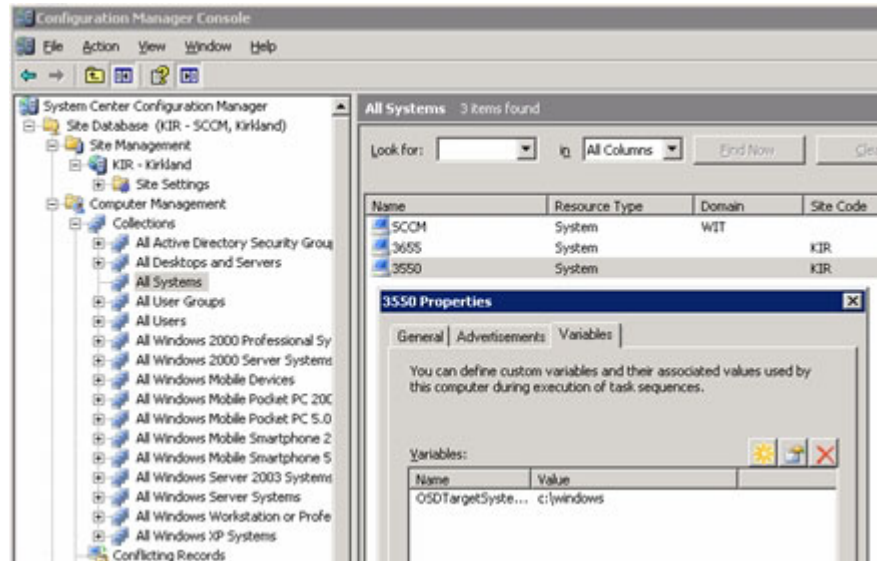 Configuration Manager Console
File Action View Window Help
System Center Configuration Manager
Site Database (KIR - SCCM, Kirkland)
Site Management
KIR - Kirkland
Site Settings
Computer Management
Collections
All Active Directory Security Grou
All Desktops and Servers
All Systems
All User Groups
All Users
All Windows 2000 Professional Sy
All Windows 2000 Server Systems
All Windows Mobile Devices
All Windows Mobile Pocket PC 200
All Windows Mobile Pocket PC 5.0
All Windows Mobile Smartphone 2
All Windows Mobile Smartphone 5
All Windows Server 2003 Systems
All Windows Server Systems
All Windows Workstation or Profe
All Windows XP Systems
Conflicting Records
All Systems 3 items found
Look for: in All Columns Find Now Cle
Name Resource Type Domain Site Code
SCCM System WIT
3655 System KIR
3550 System KIR
3550 Properties
General Advertisements Variables
You can define custom variables and their associated values used by
this computer during execution of task sequences.
Variables:
Name Value
OSDTargetSyste... c:\windows